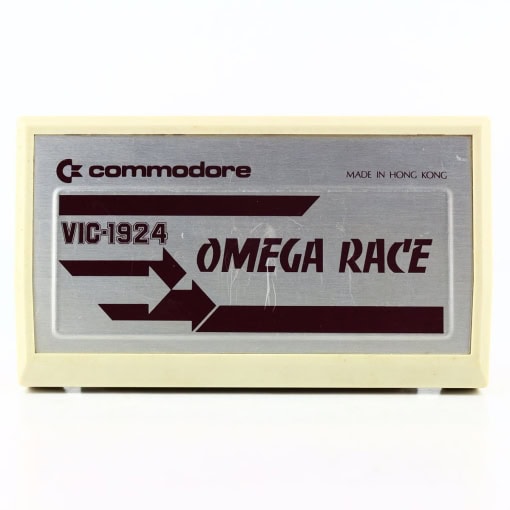 commodore
MADE IN HONG KONG
VIC-1924
OMEGA RACE